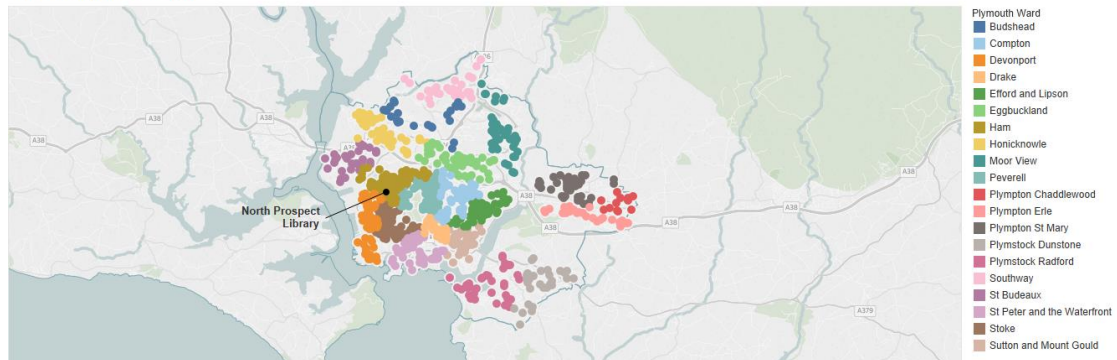 A38
A38
A38
A38
A38
A38
A38
A379
North Prospect
Library
Plymouth Ward
Budshead
Compton
Devonport
Drake
Efford and Lipson
Eggbuckland
Ham
Honicknowle
Moor View
Peverell
Plympton Chaddlewood
Plympton Erle
Plympton St Mary
Plymstock Dunstone
Plymstock Radford
Southway
St Budeaux
St Peter and the Waterfront
Stoke
Sutton and Mount Gould